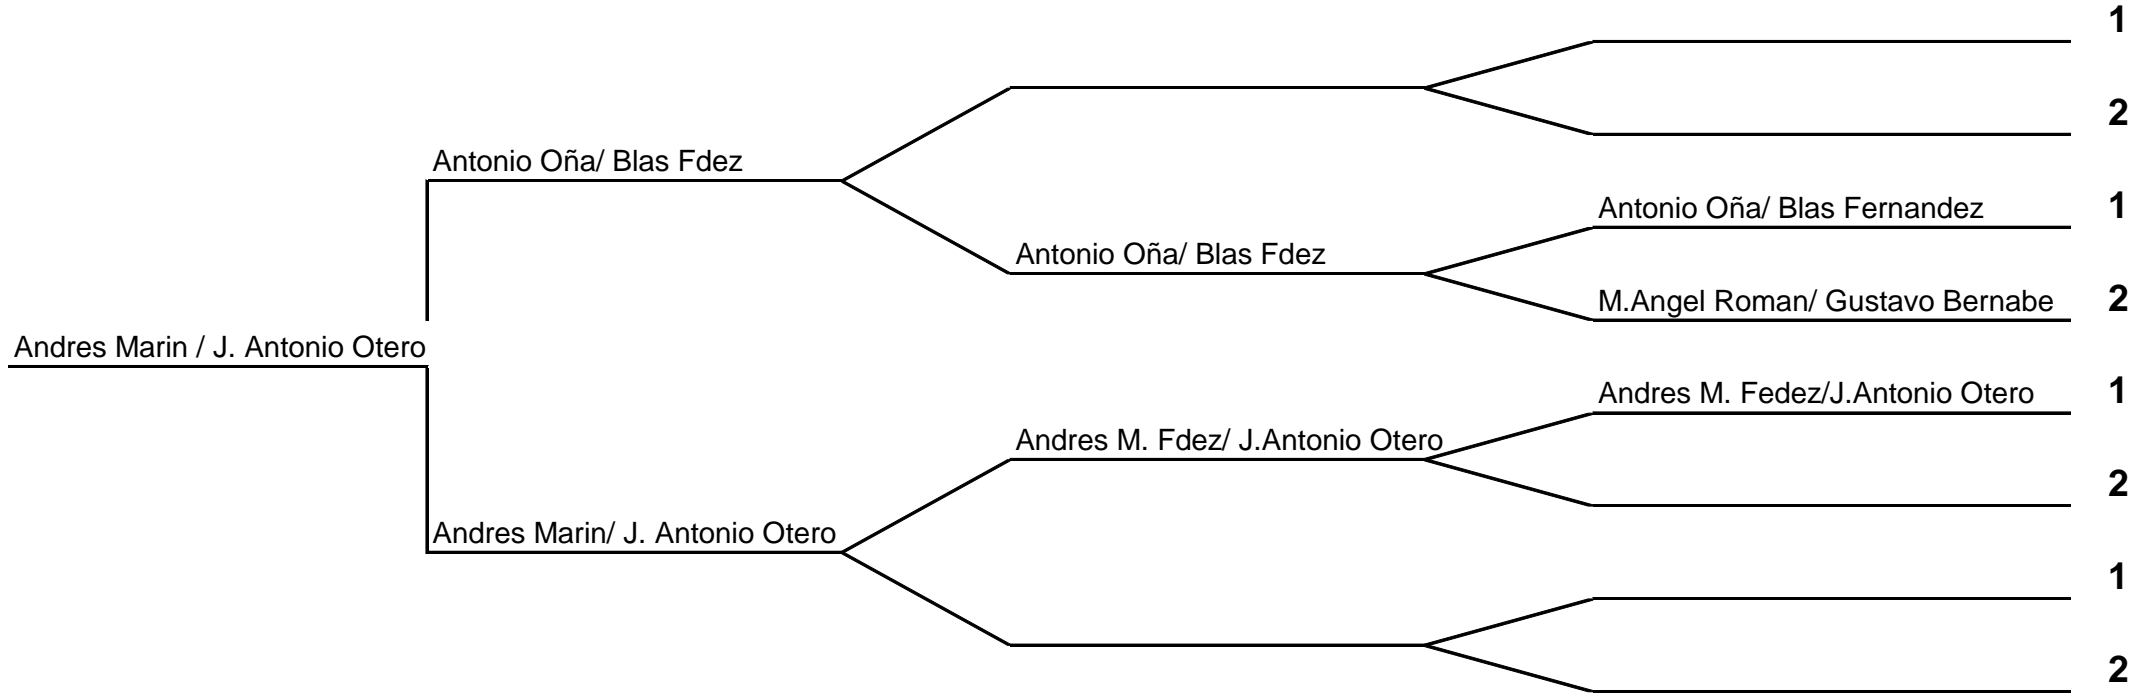 1
2
Antonio Oña/ Blas Fdez
Antonio Oña/ Blas Fernandez
1
Antonio Oña/ Blas Fdez
M.Angel Roman/ Gustavo Bernabe
2
Andres Marin / J. Antonio Otero
Andres M. Fedez/J.Antonio Otero
1
Andres M. Fdez/ J.Antonio Otero
2
Andres Marin/ J. Antonio Otero
1
2